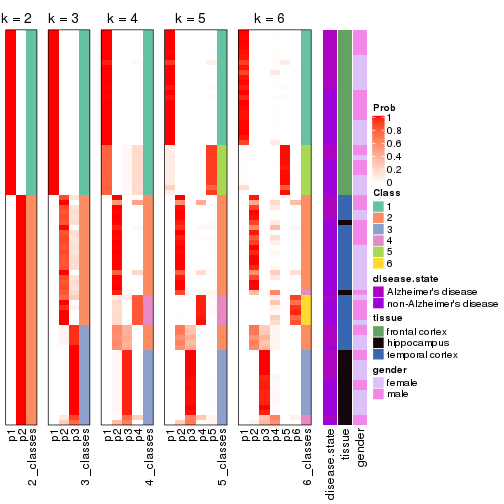 k = 2
k = 3
k = 4
k = 5
k = 6
p1
p2
2_classes
p1
p2
p3
3_classes
p1
p2
p3
p4
4_classes
p1
p2
p3
p4
p5
5_classes
p1
p2
p3
p4
p5
p6
6_classes
disease.state
tissue
gender
Prob
1
0.8
0.6
0.4
0.2
0
Class
1
2
3
4
5
6
disease.state
Alzheimer's disease
non-Alzheimer's disease
tissue
frontal cortex
hippocampus
temporal cortex
gender
female
male